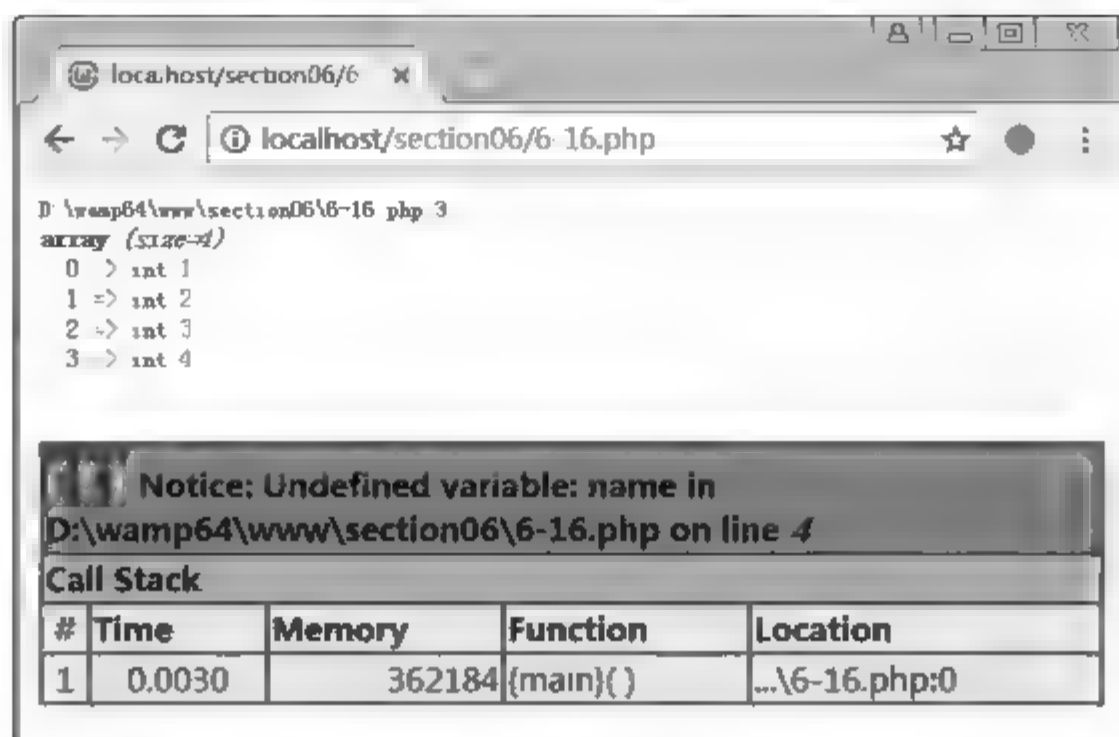 localhost/section06/6
localhost/section06/6-16.php
D:\wamp64\www\section06\6-16.php:3
array (size=4)
0 => int 1
1 => int 2
2 => int 3
3 => int 4
Notice: Undefined variable: name in
D:\wamp64\www\section06\6-16.php on line 4
Call Stack
# Time Memory Function Location
1 0.0030 362184 {main}( ) ...\6-16.php:0